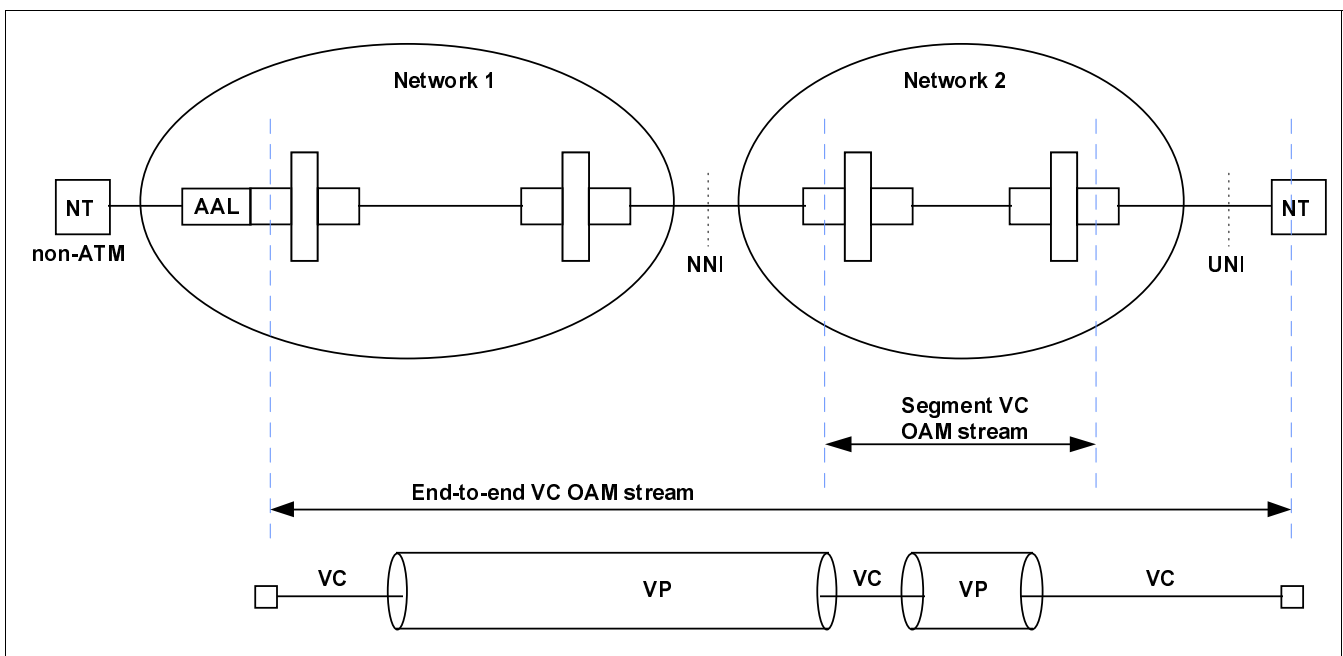 Network 1
Network 2
NT
AAL
NT
non-ATM
NNI
UNI
Segment VC
OAM stream
End-to-end VC OAM stream
VC
VP
VC
VP
VC